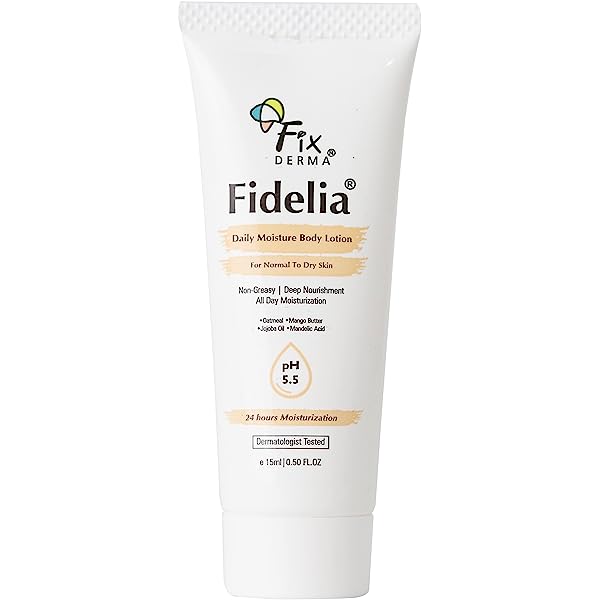 Fix®
DERMA
Fidelia®
Daily Moisture Body Lotion
For Normal To Dry Skin
Non-Greasy | Deep Nourishment
All Day Moisturization
•Oatmeal •Mango Butter
•Jojoba Oil •Mandelic Acid
pH
5.5
24 hours Moisturization
Dermatologist Tested
e 15ml | 0.50 FL.OZ